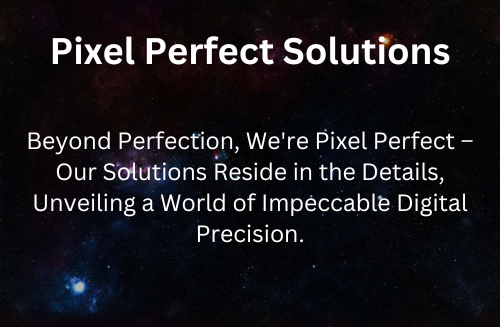 Pixel Perfect Solutions
Beyond Perfection, We're Pixel Perfect –
Our Solutions Reside in the Details,
Unveiling a World of Impeccable Digital
Precision.